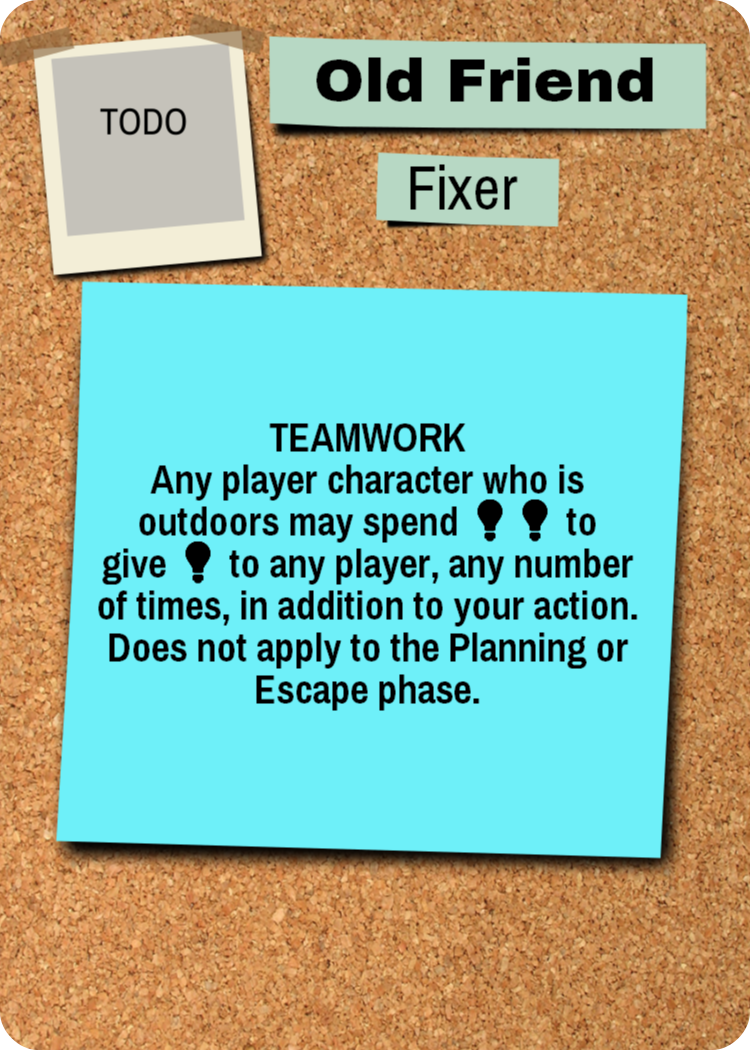 TODO
Old Friend
Fixer
TEAMWORK
Any player character who is
outdoors may spend to
give to any player, any number
of times, in addition to your action.
Does not apply to the Planning or
Escape phase.